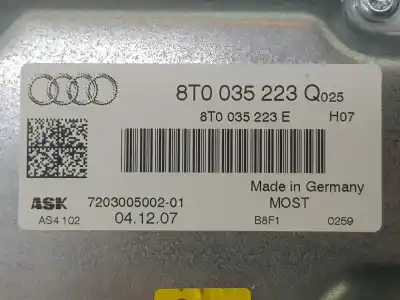 8T0 035 223 Q025
8T0 035 223 E H07
Made in Germany
ASK 7203005002-01 MOST
AS4 102 04.12.07 B8F1 0259